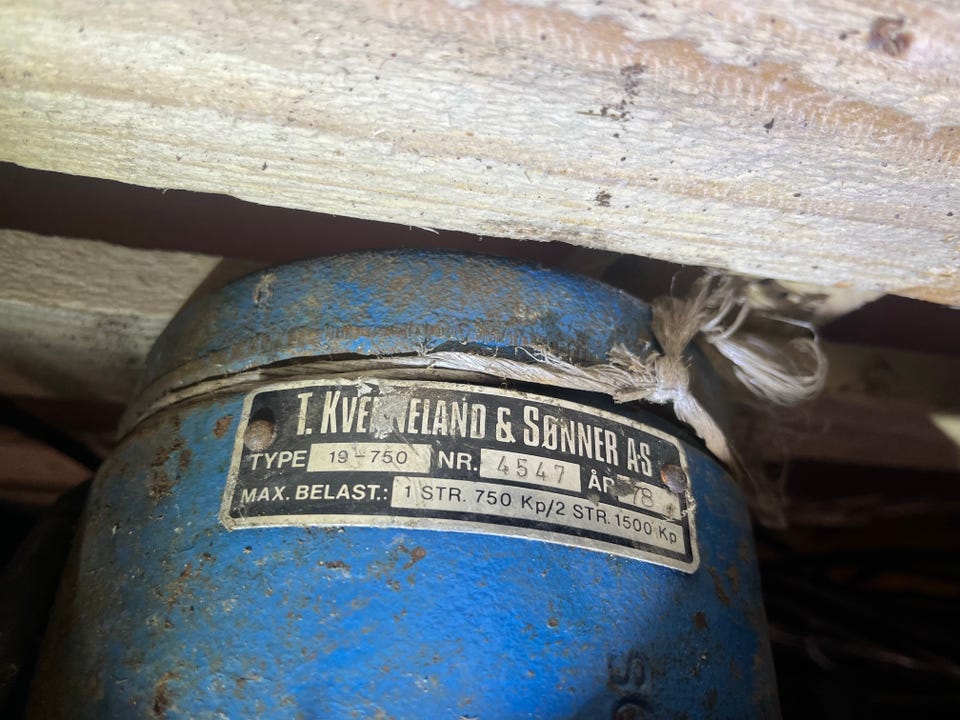 T. KVERNELAND & SØNNER A·S
TYPE 19-750 NR. 4547 ÅR 78
MAX. BELAST.: 1 STR. 750 Kp/2 STR. 1500 Kp
S